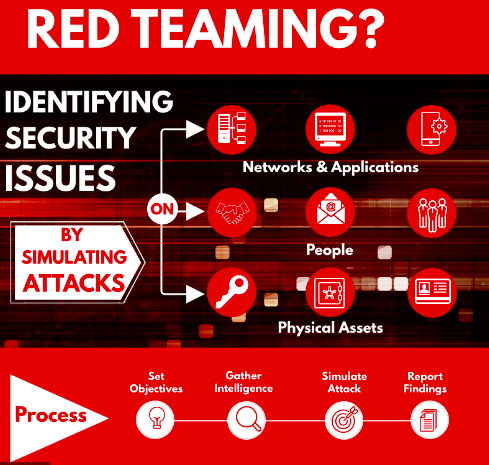 RED TEAMING?
IDENTIFYING
SECURITY
ISSUES
BY
SIMULATING
ATTACKS
ON
Networks & Applications
People
Physical Assets
Process
Set
Objectives
Gather
Intelligence
Simulate
Attack
Report
Findings